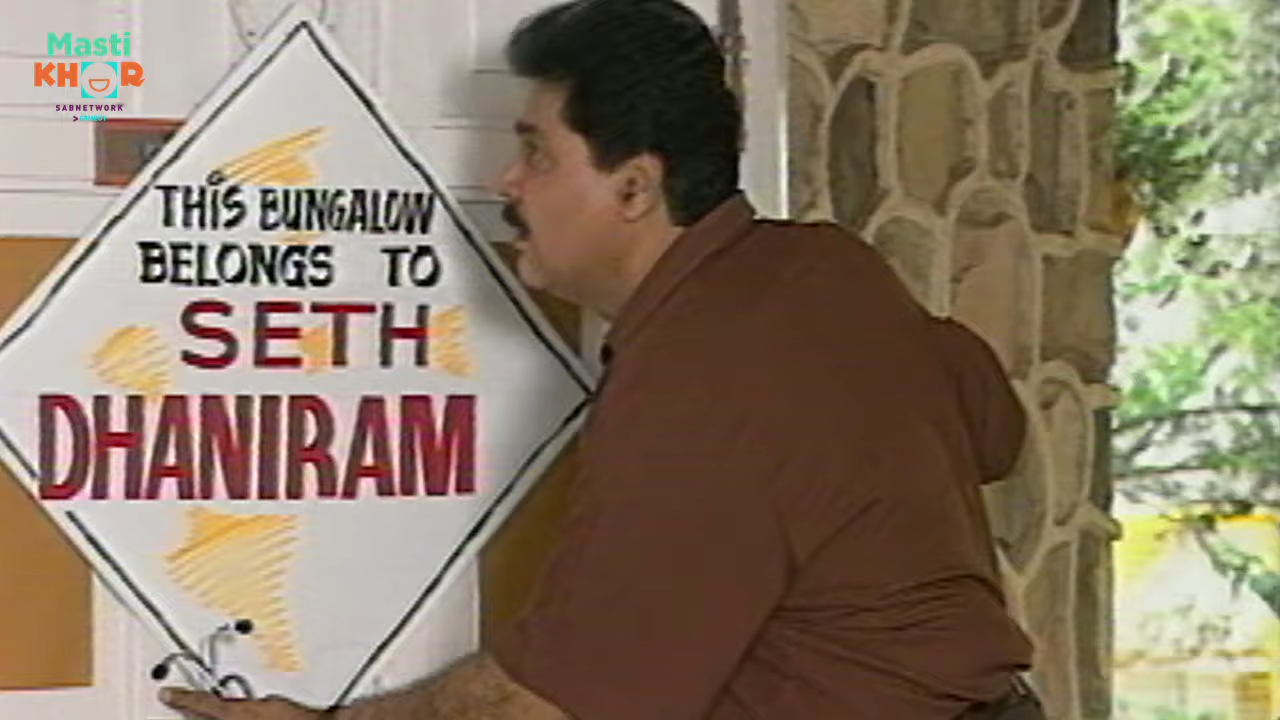 Masti
KHOR
SABNETWORK
THIS BUNGALOW
BELONGS TO
SETH
DHANIRAM